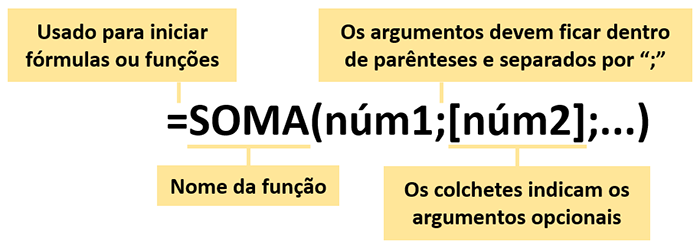 Usado para iniciar
fórmulas ou funções
Os argumentos devem ficar dentro
de parênteses e separados por “;”
=SOMA(núm1;[núm2];...)
Nome da função
Os colchetes indicam os
argumentos opcionais